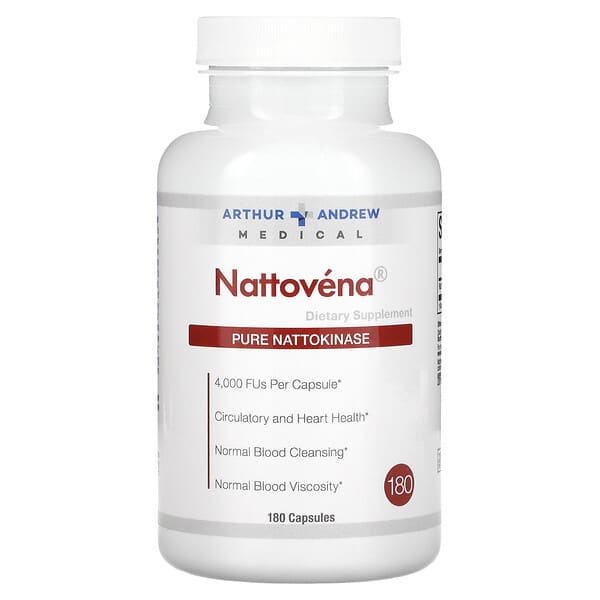 ARTHUR ANDREW
MEDICAL
Nattovéna®
Dietary Supplement
PURE NATTOKINASE
4,000 FUs Per Capsule*
Circulatory and Heart Health*
Normal Blood Cleansing*
Normal Blood Viscosity*
180
180 Capsules